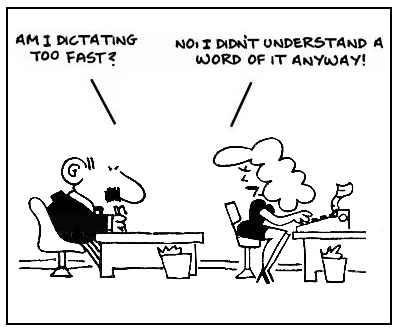 AM I DICTATING
TOO FAST?
NO; I DIDN'T UNDERSTAND A
WORD OF IT ANYWAY!